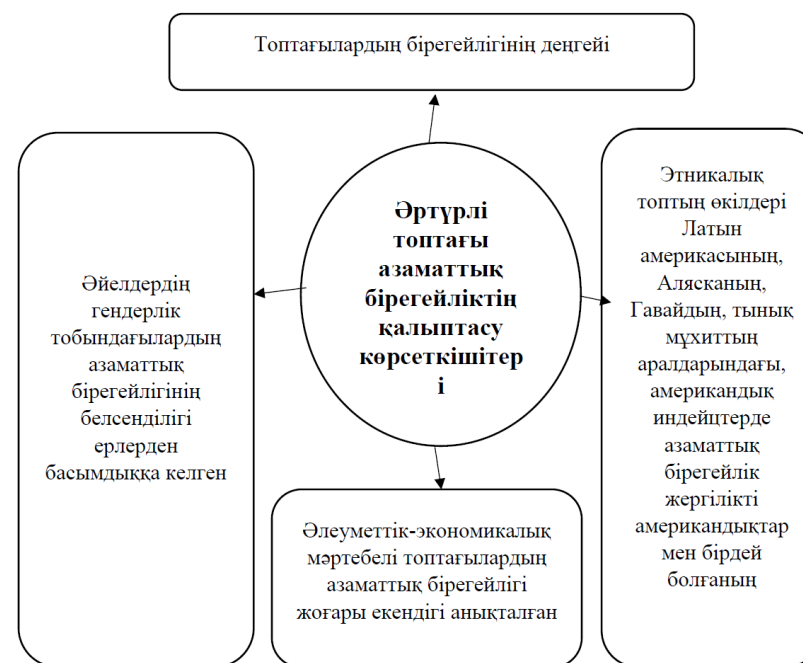 Топтағылардың бірегейлігінің деңгейі
Әйелдердің
гендерлік
тобындағылардың
азаматтық
бірегейлігінің
белсенділігі
ерлерден
басымдыққа келген
Әртүрлі
топтағы
азаматтық
бірегейліктің
қалыптасу
көрсеткішітер
і
Этникалық
топтың өкілдері
Латын
америкасының,
Алясканың,
Гавайдың, тынық
мұхиттың
аралдарындағы,
американдық
индейцтерде
азаматтық
бірегейлік
жергілікті
американдықтар
мен бірдей
болғаның
Әлеуметтік-экономикалық
мәртебелі топтағылардың
азаматтық бірегейлігі
жоғары екендігі анықталған